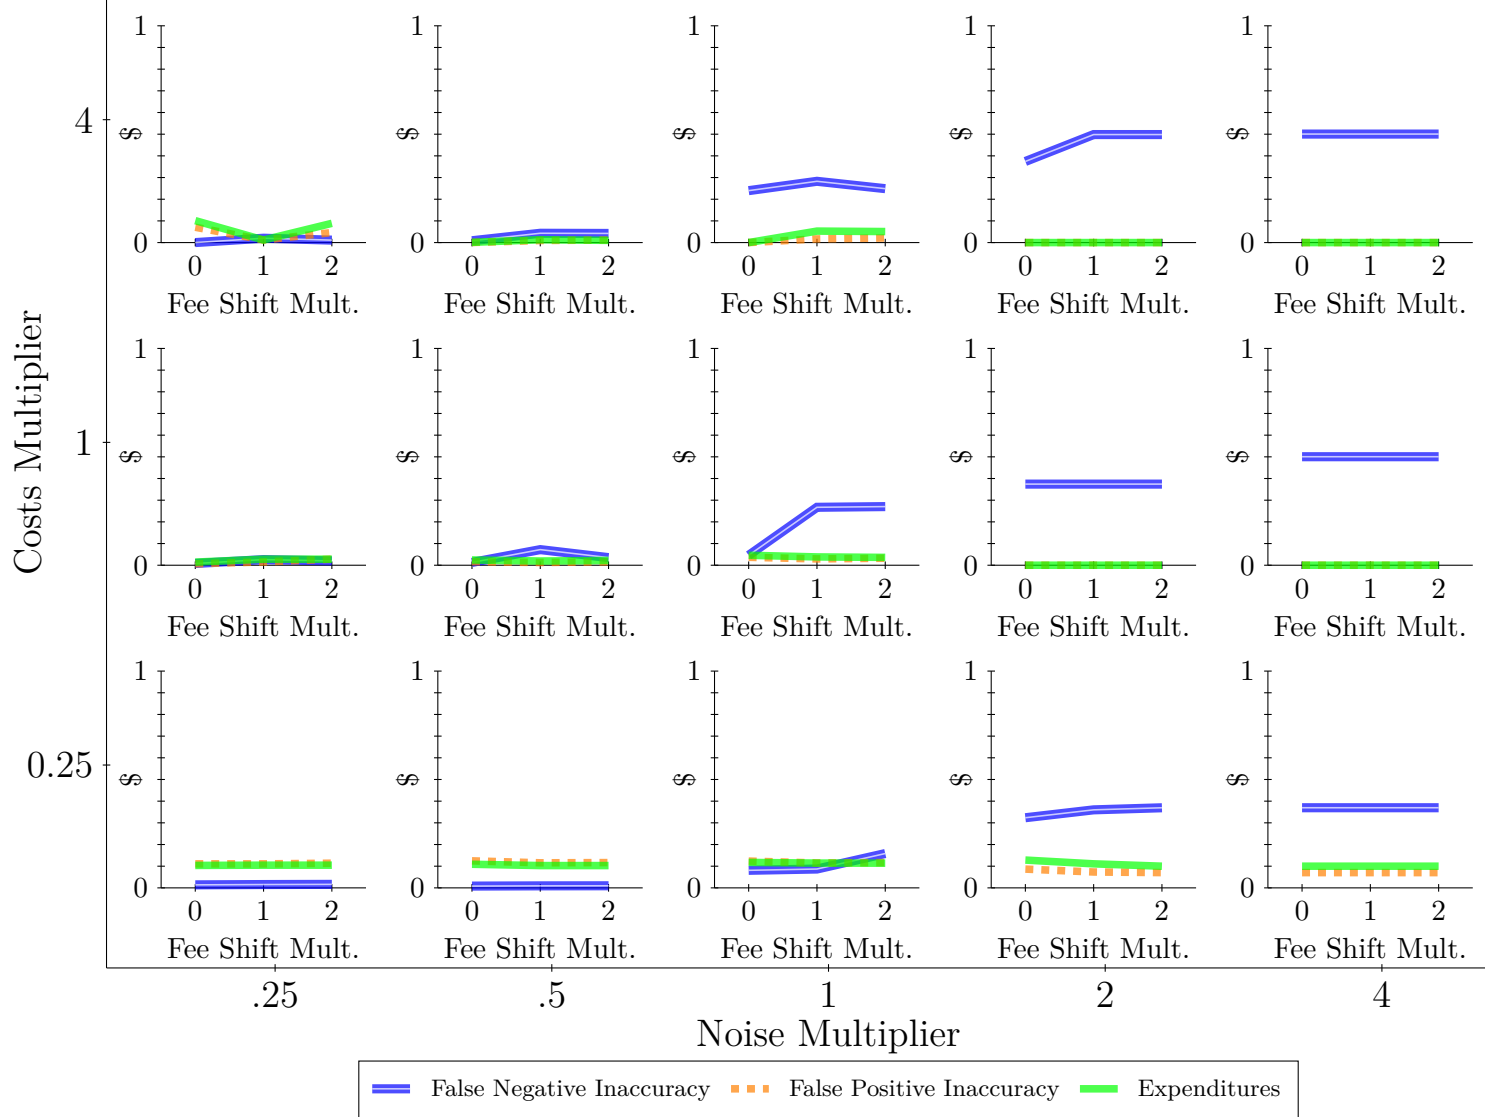 Costs Multiplier
4
1
0.25
1
$
0
0 1 2
Fee Shift Mult.
1
$
0
0 1 2
Fee Shift Mult.
1
$
0
0 1 2
Fee Shift Mult.
1
$
0
0 1 2
Fee Shift Mult.
1
$
0
0 1 2
Fee Shift Mult.
1
$
0
0 1 2
Fee Shift Mult.
1
$
0
0 1 2
Fee Shift Mult.
1
$
0
0 1 2
Fee Shift Mult.
1
$
0
0 1 2
Fee Shift Mult.
1
$
0
0 1 2
Fee Shift Mult.
1
$
0
0 1 2
Fee Shift Mult.
1
$
0
0 1 2
Fee Shift Mult.
1
$
0
0 1 2
Fee Shift Mult.
1
$
0
0 1 2
Fee Shift Mult.
1
$
0
0 1 2
Fee Shift Mult.
.25 .5 1 2 4
Noise Multiplier
False Negative Inaccuracy False Positive Inaccuracy Expenditures